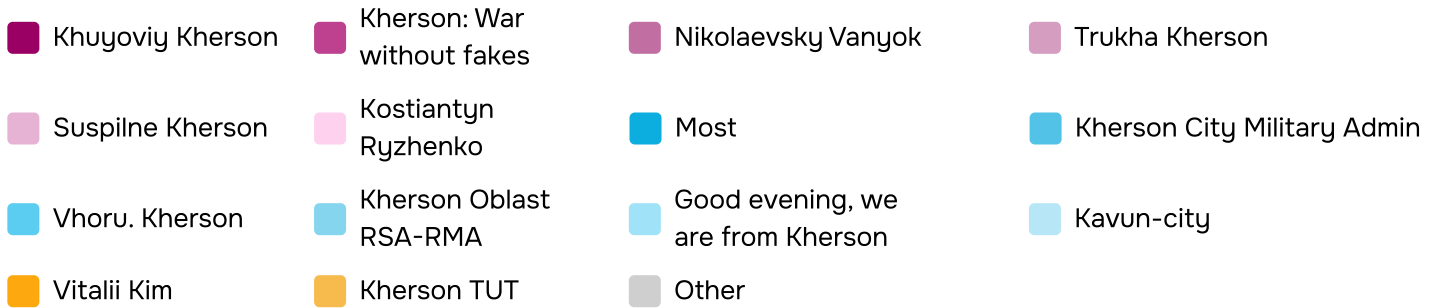 Khuyoviy Kherson
Kherson: War
without fakes
Nikolaevsky Vanyok
Trukha Kherson
Suspilne Kherson
Kostiantyn
Ryzhenko
Most
Kherson City Military Admin
Vhoru. Kherson
Kherson Oblast
RSA-RMA
Good evening, we
are from Kherson
Kavun-city
Vitalii Kim
Kherson TUT
Other